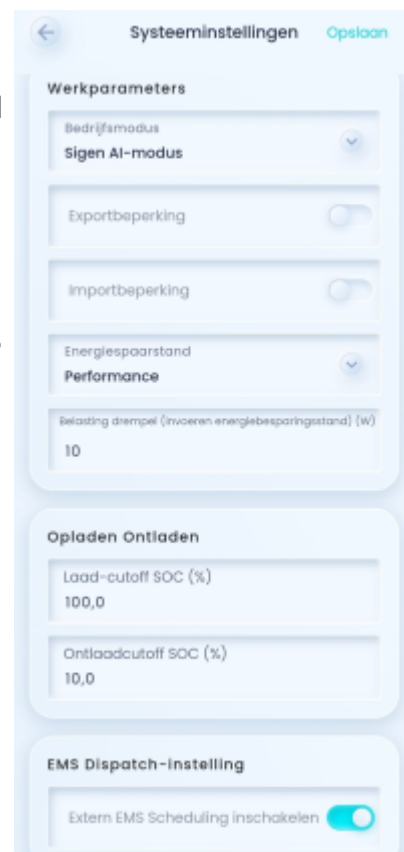 Systeeminstellingen
Opslaan
Werkparameters
Bedrijfsmodus
Sigen AI-modus
Exportbeperking
Importbeperking
Energiespaarstand
Performance
Belasting drempel (invoeren energiebesparingsstand) (W)
10
Opladen Ontladen
Laad-cutoff SOC (%)
100,0
Ontlaadcutoff SOC (%)
10,0
EMS Dispatch-instelling
Extern EMS Scheduling inschakelen